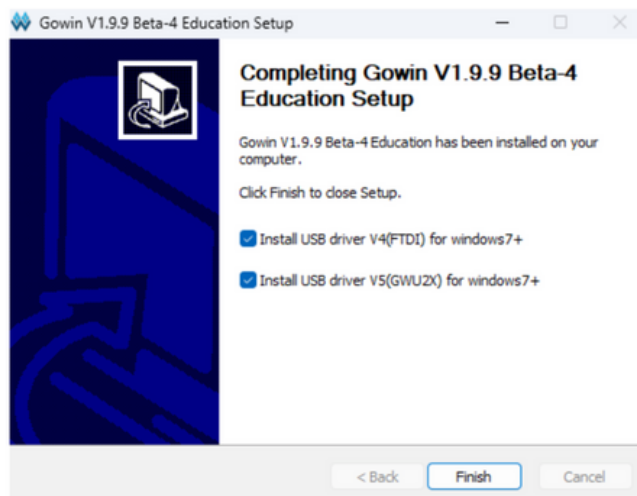 Gowin V1.9.9 Beta-4 Education Setup
Completing Gowin V1.9.9 Beta-4
Education Setup
Gowin V1.9.9 Beta-4 Education has been installed on your
computer.
Click Finish to close Setup.
Install USB driver V4(FTDI) for windows7+
Install USB driver V5(GWU2X) for windows7+
< Back Finish Cancel